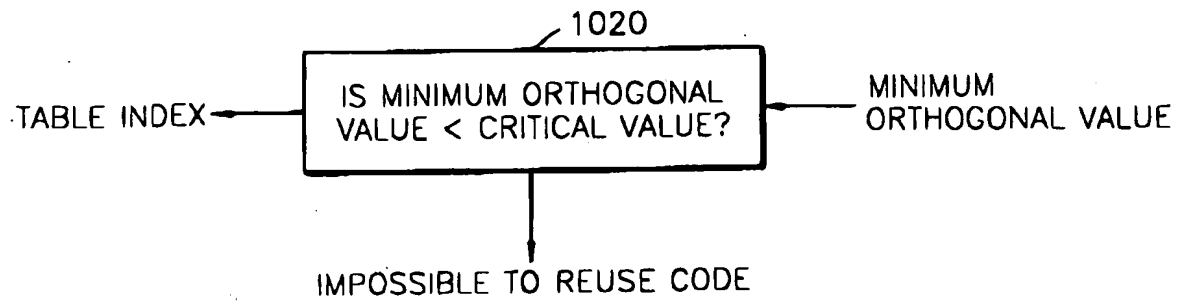 1020
IS MINIMUM ORTHOGONAL
VALUE < CRITICAL VALUE?
TABLE INDEX
MINIMUM
ORTHOGONAL VALUE
IMPOSSIBLE TO REUSE CODE